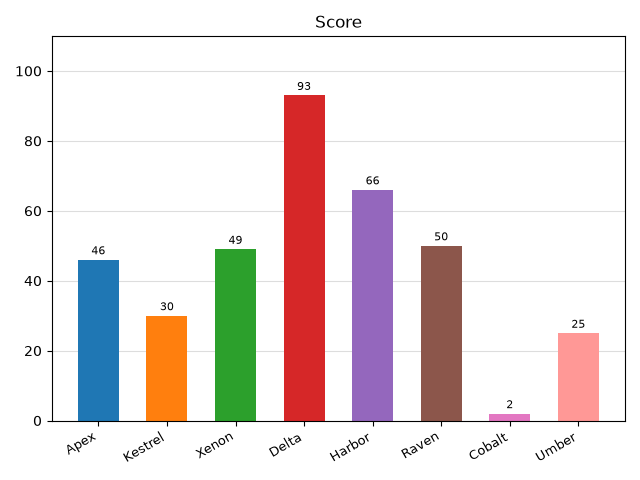 Score
100
80
60
40
20
0
46
30
49
93
66
50
2
25
Apex
Kestrel
Xenon
Delta
Harbor
Raven
Cobalt
Umber